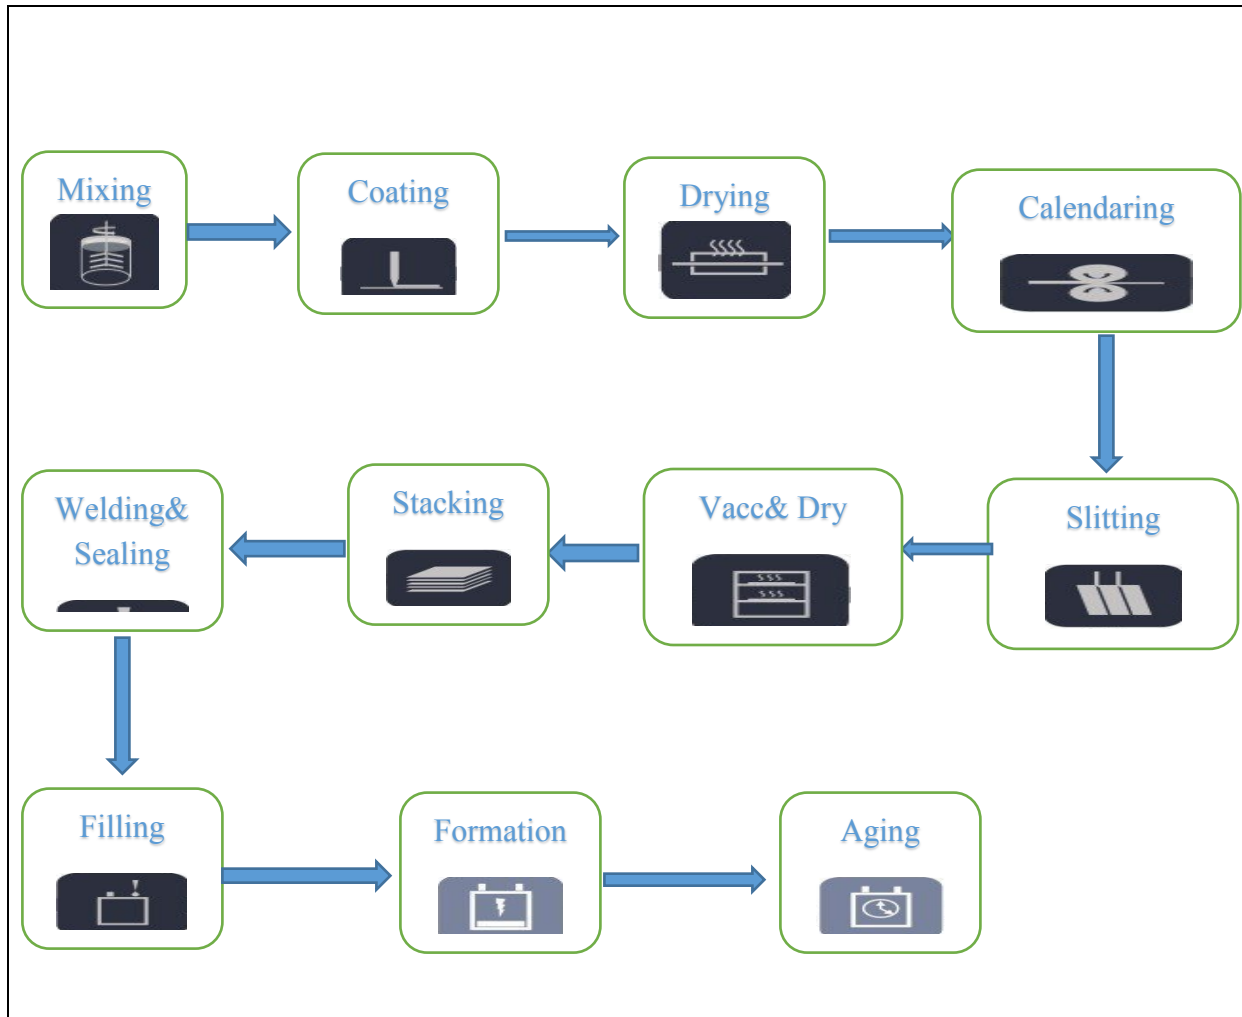 Mixing
Coating
Drying
Calendaring
Slitting
Vacc& Dry
Stacking
Welding&
Sealing
Filling
Formation
Aging